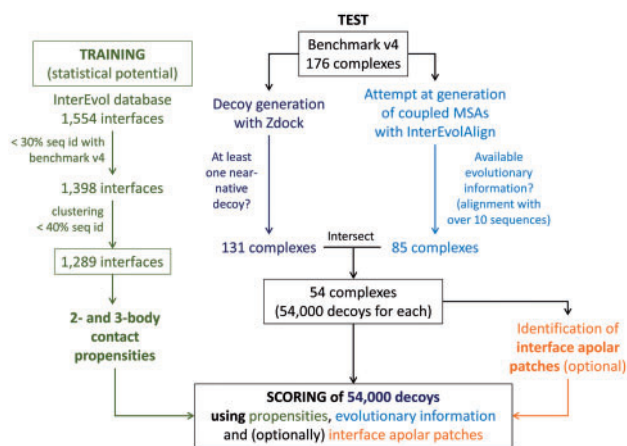 TEST
Benchmark v4
176 complexes
TRAINING
(statistical potential)
InterEvol database
1,554 interfaces
< 30% seq id with
benchmark v4
1,398 interfaces
clustering
< 40% seq id
1,289 interfaces
2- and 3-body
contact
propensities
Decoy generation
with Zdock
At least
one near-
native
decoy?
131 complexes
Attempt at generation
of coupled MSAs
with InterEvolAlign
Available
evolutionary
information?
(alignment with
over 10 sequences)
Intersect
85 complexes
54 complexes
(54,000 decoys for each)
Identification of
interface apolar
patches (optional)
SCORING of 54,000 decoys
using propensities, evolutionary information
and (optionally) interface apolar patches